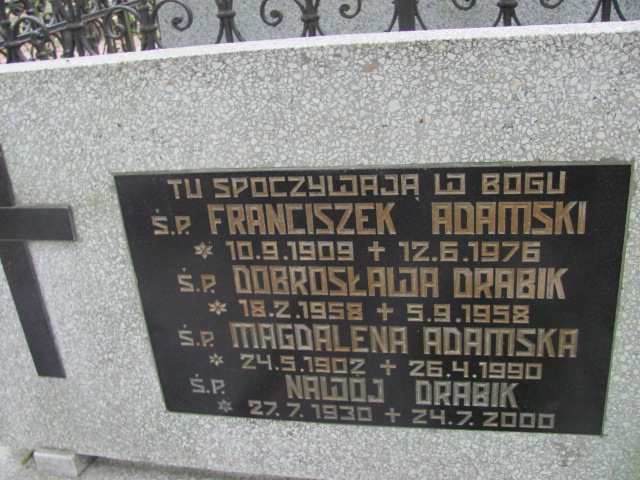 TU SPOCZYWAJĄ W BOGU
Ś.P. FRANCISZEK ADAMSKI
* 10.9.1909 + 12.6.1976
Ś.P. DOBROSŁAWA DRABIK
* 18.2.1958 + 5.9.1958
Ś.P. MAGDALENA ADAMSKA
* 24.5.1902 + 26.4.1990
Ś.P. NAWÓJ DRABIK
* 27.7.1930 + 24.7.2000